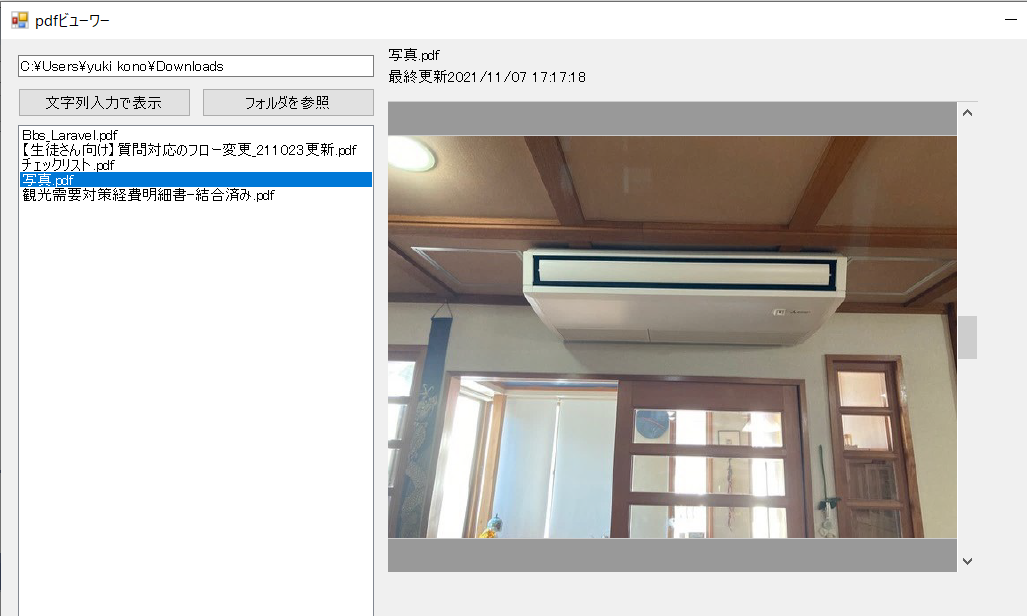 pdfビューワー
C:¥Users¥yuki kono¥Downloads
文字列入力で表示
フォルダを参照
Bbs_Laravel.pdf
【生徒さん向け】質問対応のフロー変更_211023更新.pdf
チェックリスト.pdf
写真.pdf
観光需要対策経費明細書-結合済み.pdf
写真.pdf
最終更新2021/11/07 17:17:18